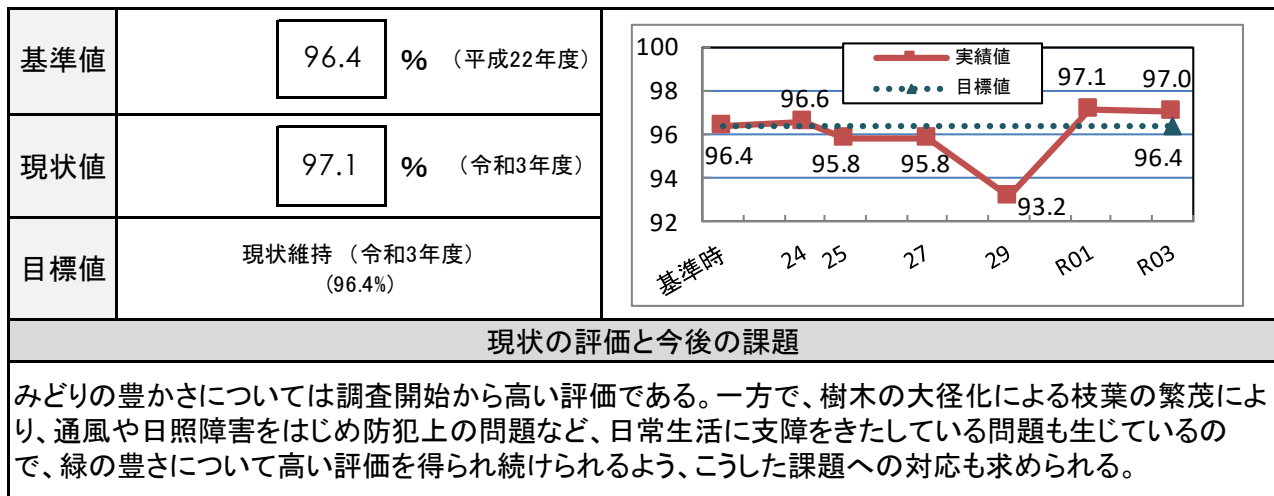 基準値
96.4 % （平成22年度）
現状値
97.1 % （令和3年度）
目標値
現状維持 （令和3年度）
(96.4%)
100
98
96
94
92
実績値
目標値
96.4
96.6
95.8
95.8
93.2
97.1
97.0
96.4
基準時
24
25
27
29
R01
R03
現状の評価と今後の課題
みどりの豊かさについては調査開始から高い評価である。一方で、樹木の大径化による枝葉の繁茂によ
り、通風や日照障害をはじめ防犯上の問題など、日常生活に支障をきたしている問題も生じているの
で、緑の豊さについて高い評価を得られ続けられるよう、こうした課題への対応も求められる。